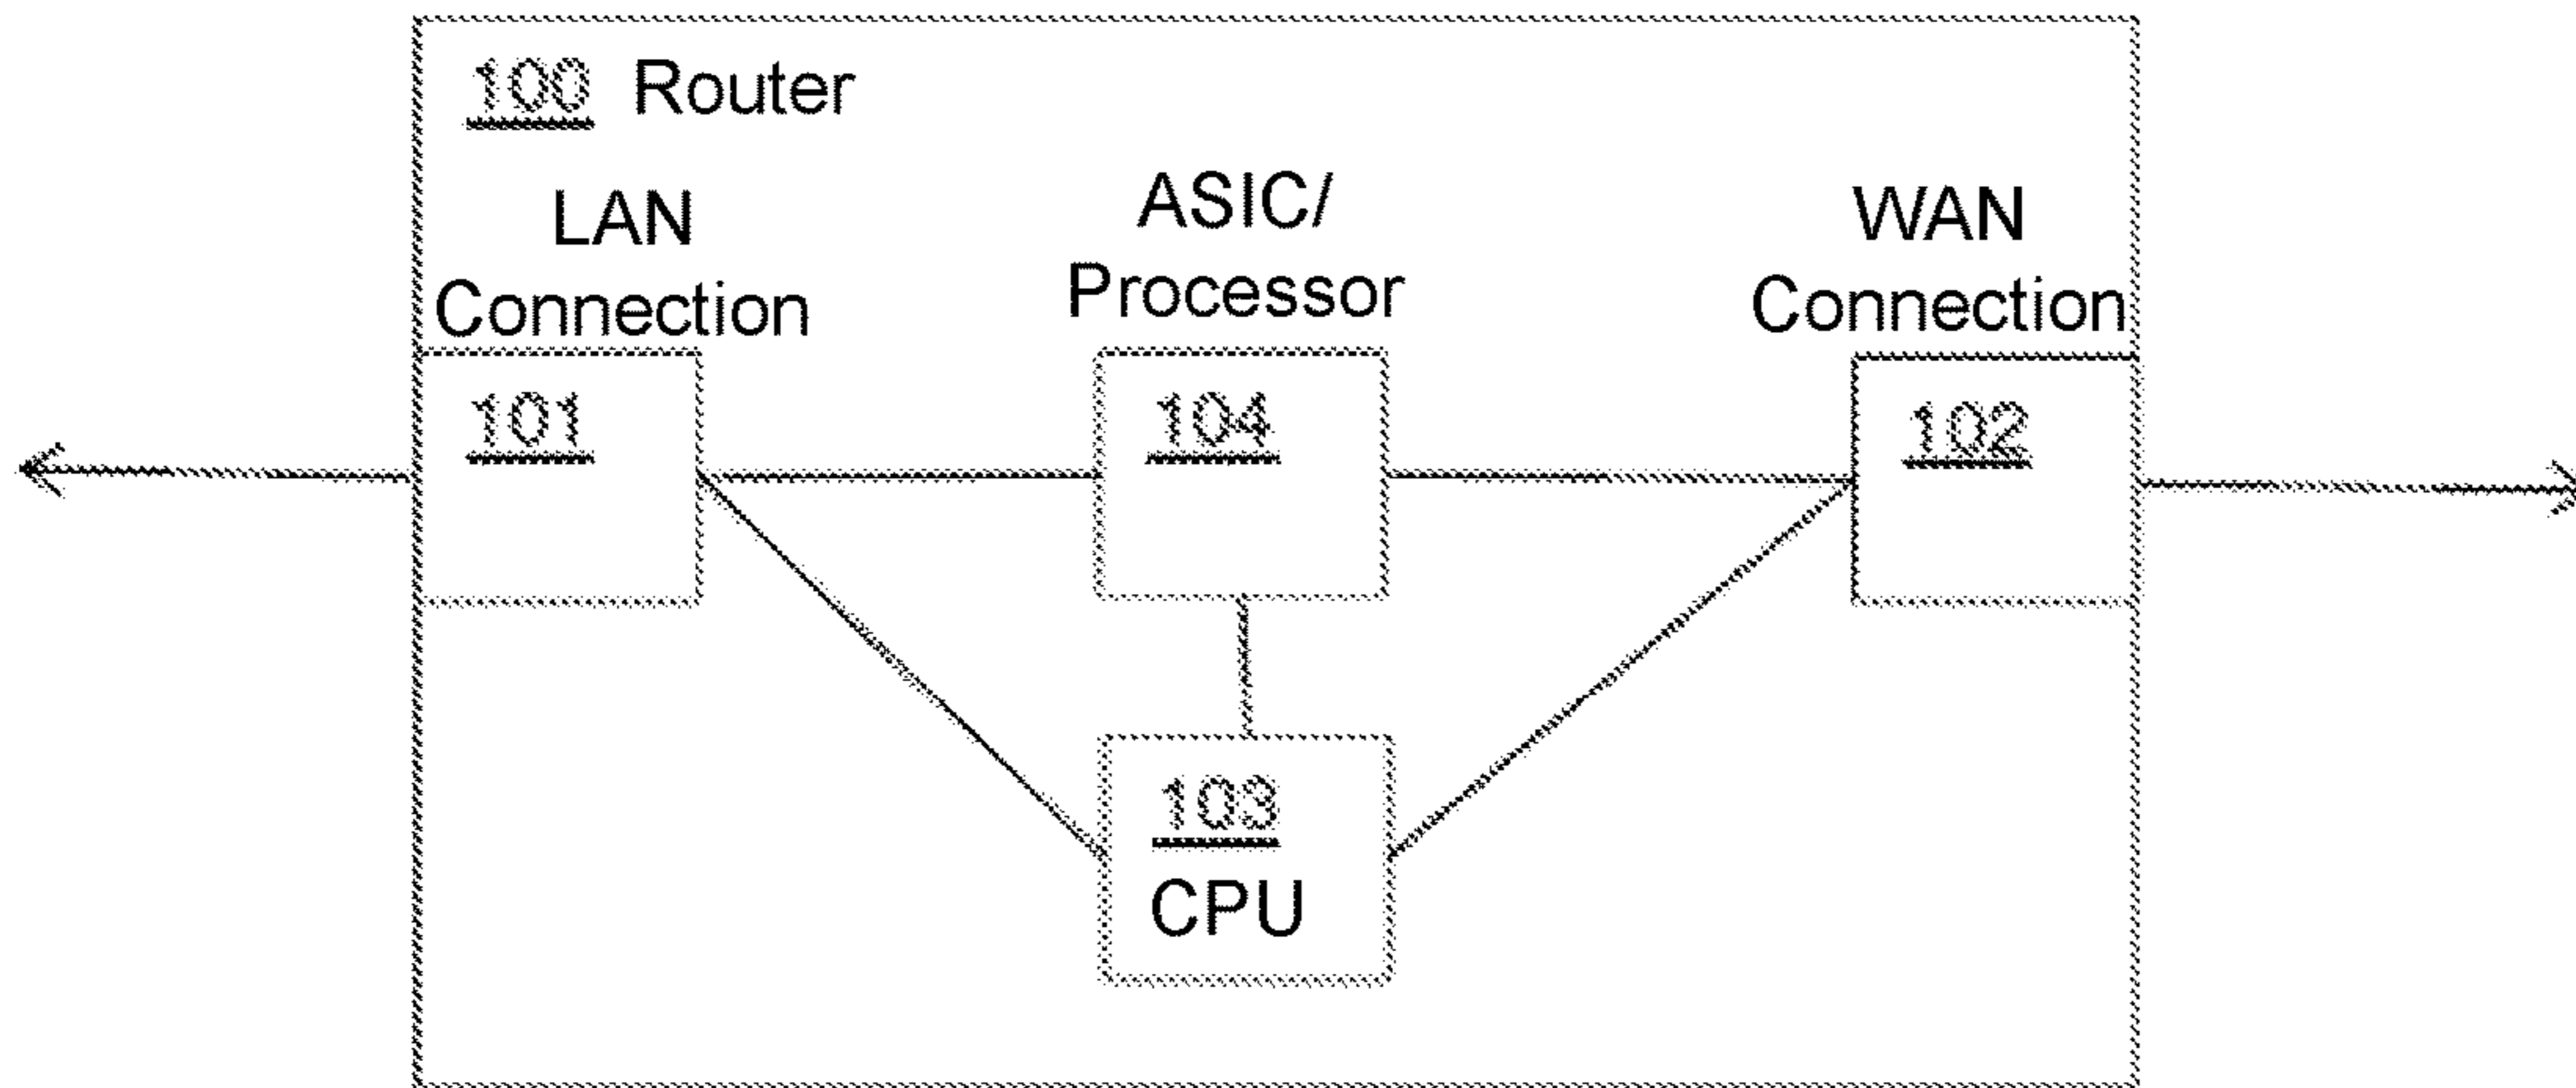 100 Router
LAN
Connection
ASIC/
Processor
WAN
Connection
101
104
102
103
CPU